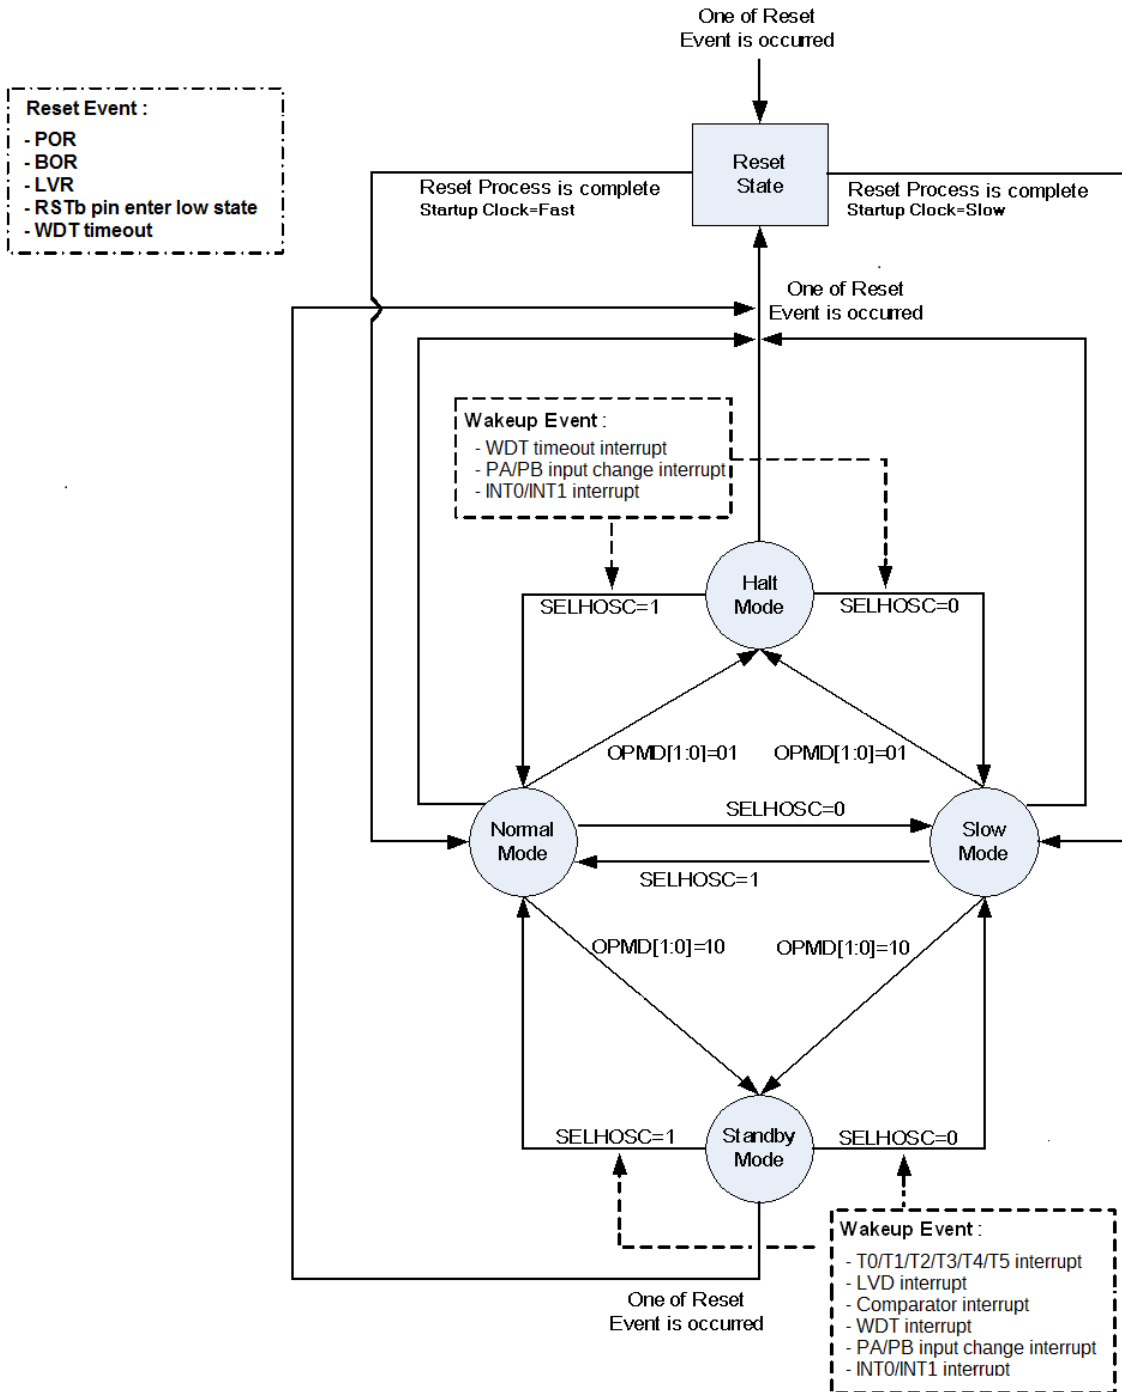 One of Reset
Event is occurred
Reset Event :
- POR
- BOR
- LVR
- RSTb pin enter low state
- WDT timeout
Reset
State
Reset Process is complete
Startup Clock=Fast
Reset Process is complete
Startup Clock=Slow
One of Reset
Event is occurred
Wakeup Event :
- WDT timeout interrupt
- PA/PB input change interrupt
- INT0/INT1 interrupt
Halt
Mode
SELHOSC=1
SELHOSC=0
OPMD[1:0]=01
OPMD[1:0]=01
Normal
Mode
SELHOSC=0
SELHOSC=1
Slow
Mode
OPMD[1:0]=10
OPMD[1:0]=10
SELHOSC=1
Standby
Mode
SELHOSC=0
Wakeup Event :
- T0/T1/T2/T3/T4/T5 interrupt
- LVD interrupt
- Comparator interrupt
- WDT interrupt
- PA/PB input change interrupt
- INT0/INT1 interrupt
One of Reset
Event is occurred